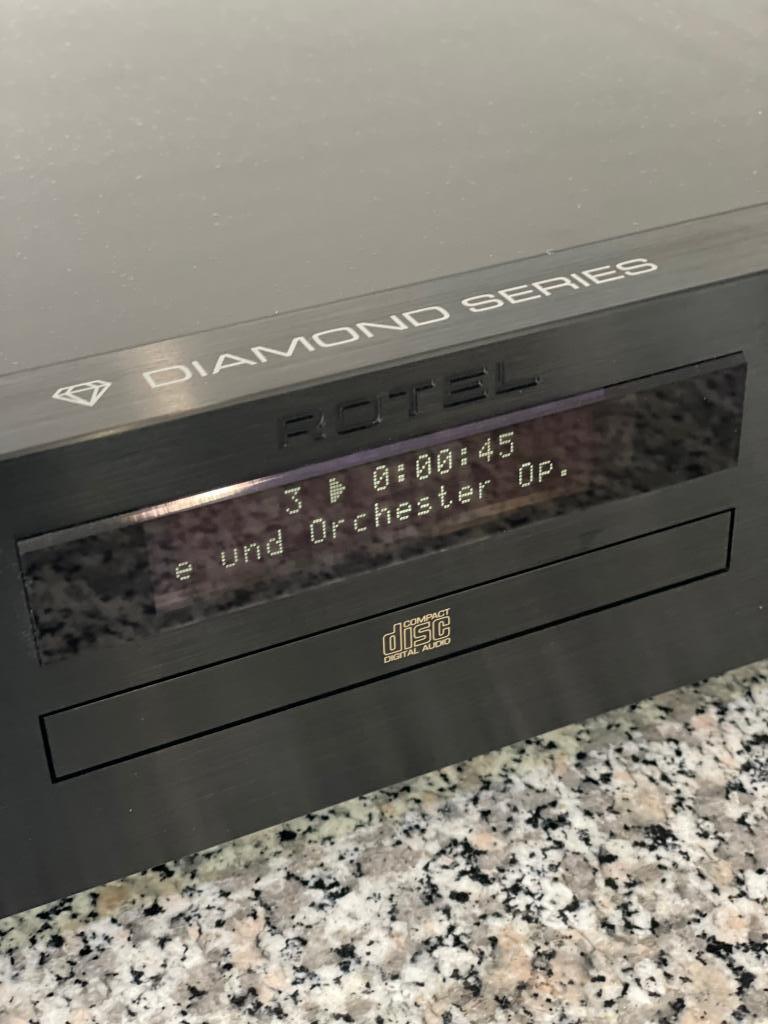 DIAMOND SERIES
ROTEL
3 0:00:45
e und Orchester Op.
COMPACT
disc
DIGITAL AUDIO